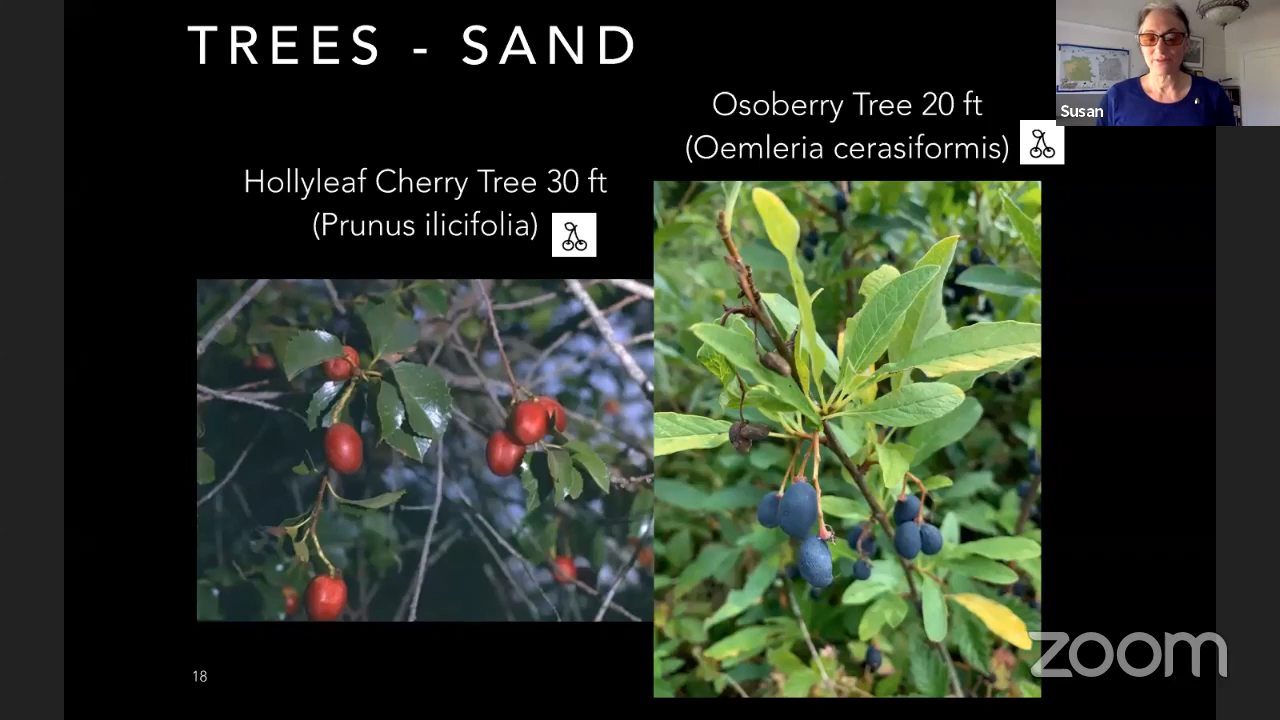 TREES - SAND
Osoberry Tree 20 ft
(Oemleria cerasiformis)
Susan
Hollyleaf Cherry Tree 30 ft
(Prunus ilicifolia)
zoom
18